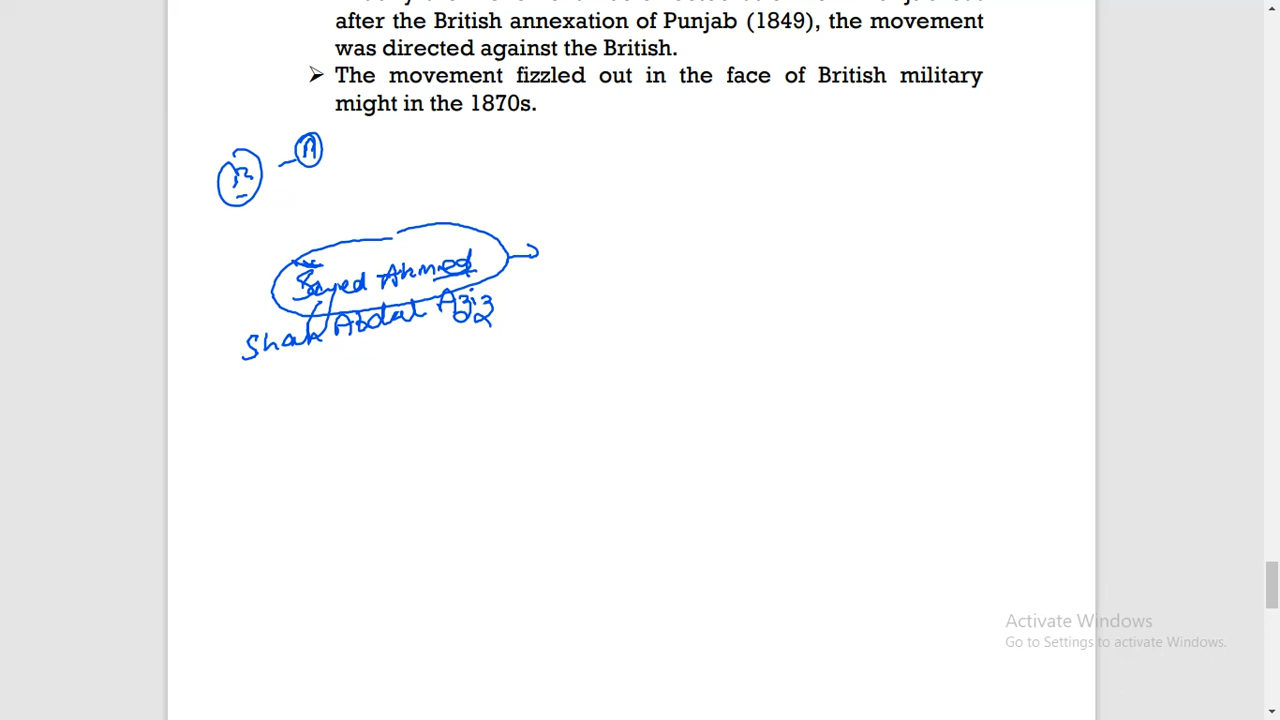 after the British annexation of Punjab (1849), the movement
was directed against the British.
➢ The movement fizzled out in the face of British military
might in the 1870s.
Sayed Ahmed
Shah Abdul Aziz
Activate Windows
Go to Settings to activate Windows.